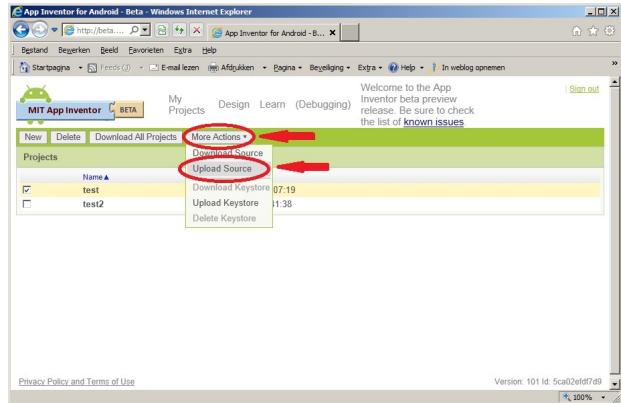 App Inventor for Android - Beta - Windows Internet Explorer
http://beta....
App Inventor for Android - B...
Bestand Bewerken Beeld Favorieten Extra Help
Startpagina Feeds (J) E-mail lezen Afdrukken Pagina Beveiliging Extra Help In weblog opnemen
MIT App Inventor BETA
My Projects Design Learn (Debugging)
Welcome to the App
Inventor beta preview
release. Be sure to check
the list of known issues
Sign out
New Delete Download All Projects More Actions
Download Source
Upload Source
Download Keystore
Upload Keystore
Delete Keystore
Projects
Name
test 07:19
test2 41:38
Privacy Policy and Terms of Use
Version: 101 Id: 5ca02efdf7d9
100%